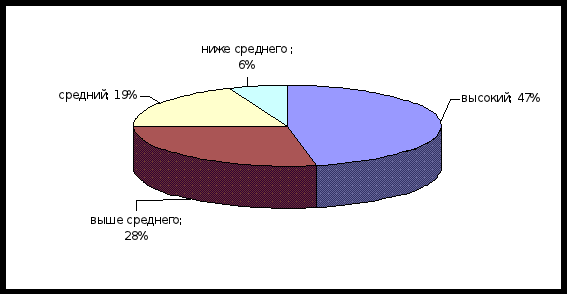 ниже среднего ;
6%
средний; 19%
высокий; 47%
выше среднего;
28%